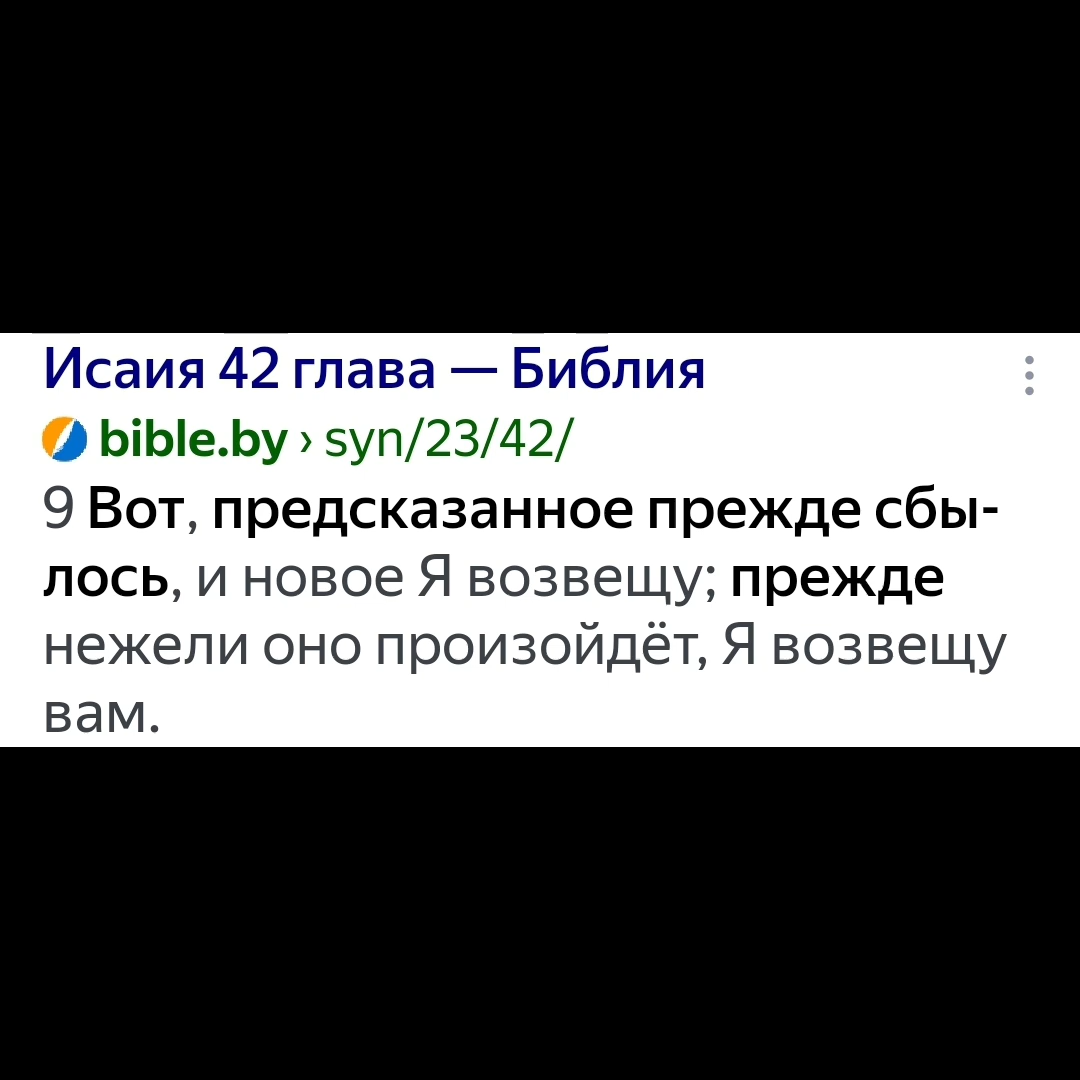 Исаия 42 глава — Библия
bible.by › syn/23/42/
9 Вот, предсказанное прежде сбы-
лось, и новое Я возвещу; прежде
нежели оно произойдёт, Я возвещу
вам.